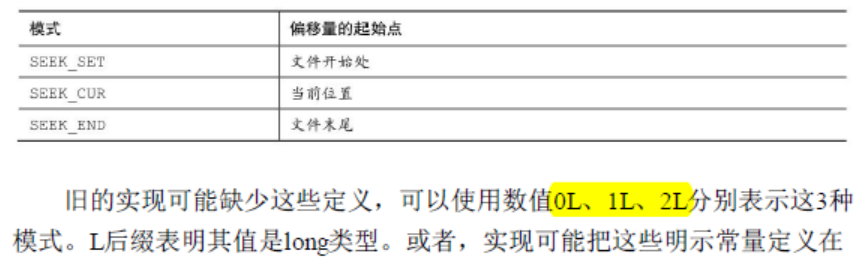 模式 偏移量的起始点
SEEK_SET 文件开始处
SEEK_CUR 当前位置
SEEK_END 文件末尾
旧的实现可能缺少这些定义，可以使用数值0L、1L、2L分别表示这3种
模式。L后缀表明其值是long类型。或者，实现可能把这些明示常量定义在